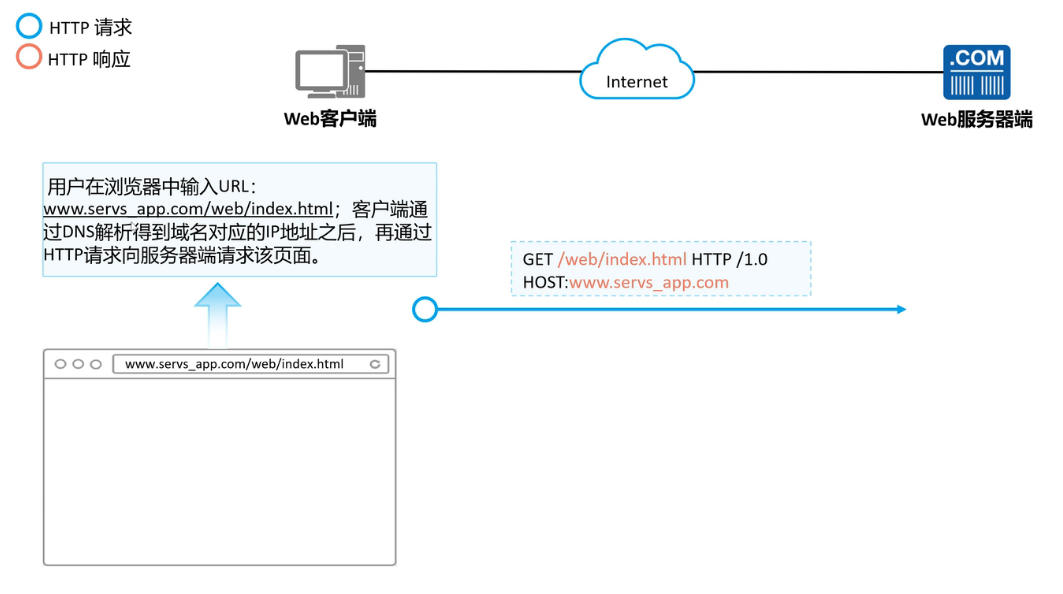 HTTP 请求
HTTP 响应
Internet
.COM
Web客户端
Web服务器端
用户在浏览器中输入URL：
www.servs_app.com/web/index.html；客户端通
过DNS解析得到域名对应的IP地址之后，再通过
HTTP请求向服务器端请求该页面。
GET /web/index.html HTTP /1.0
HOST:www.servs_app.com
www.servs_app.com/web/index.html